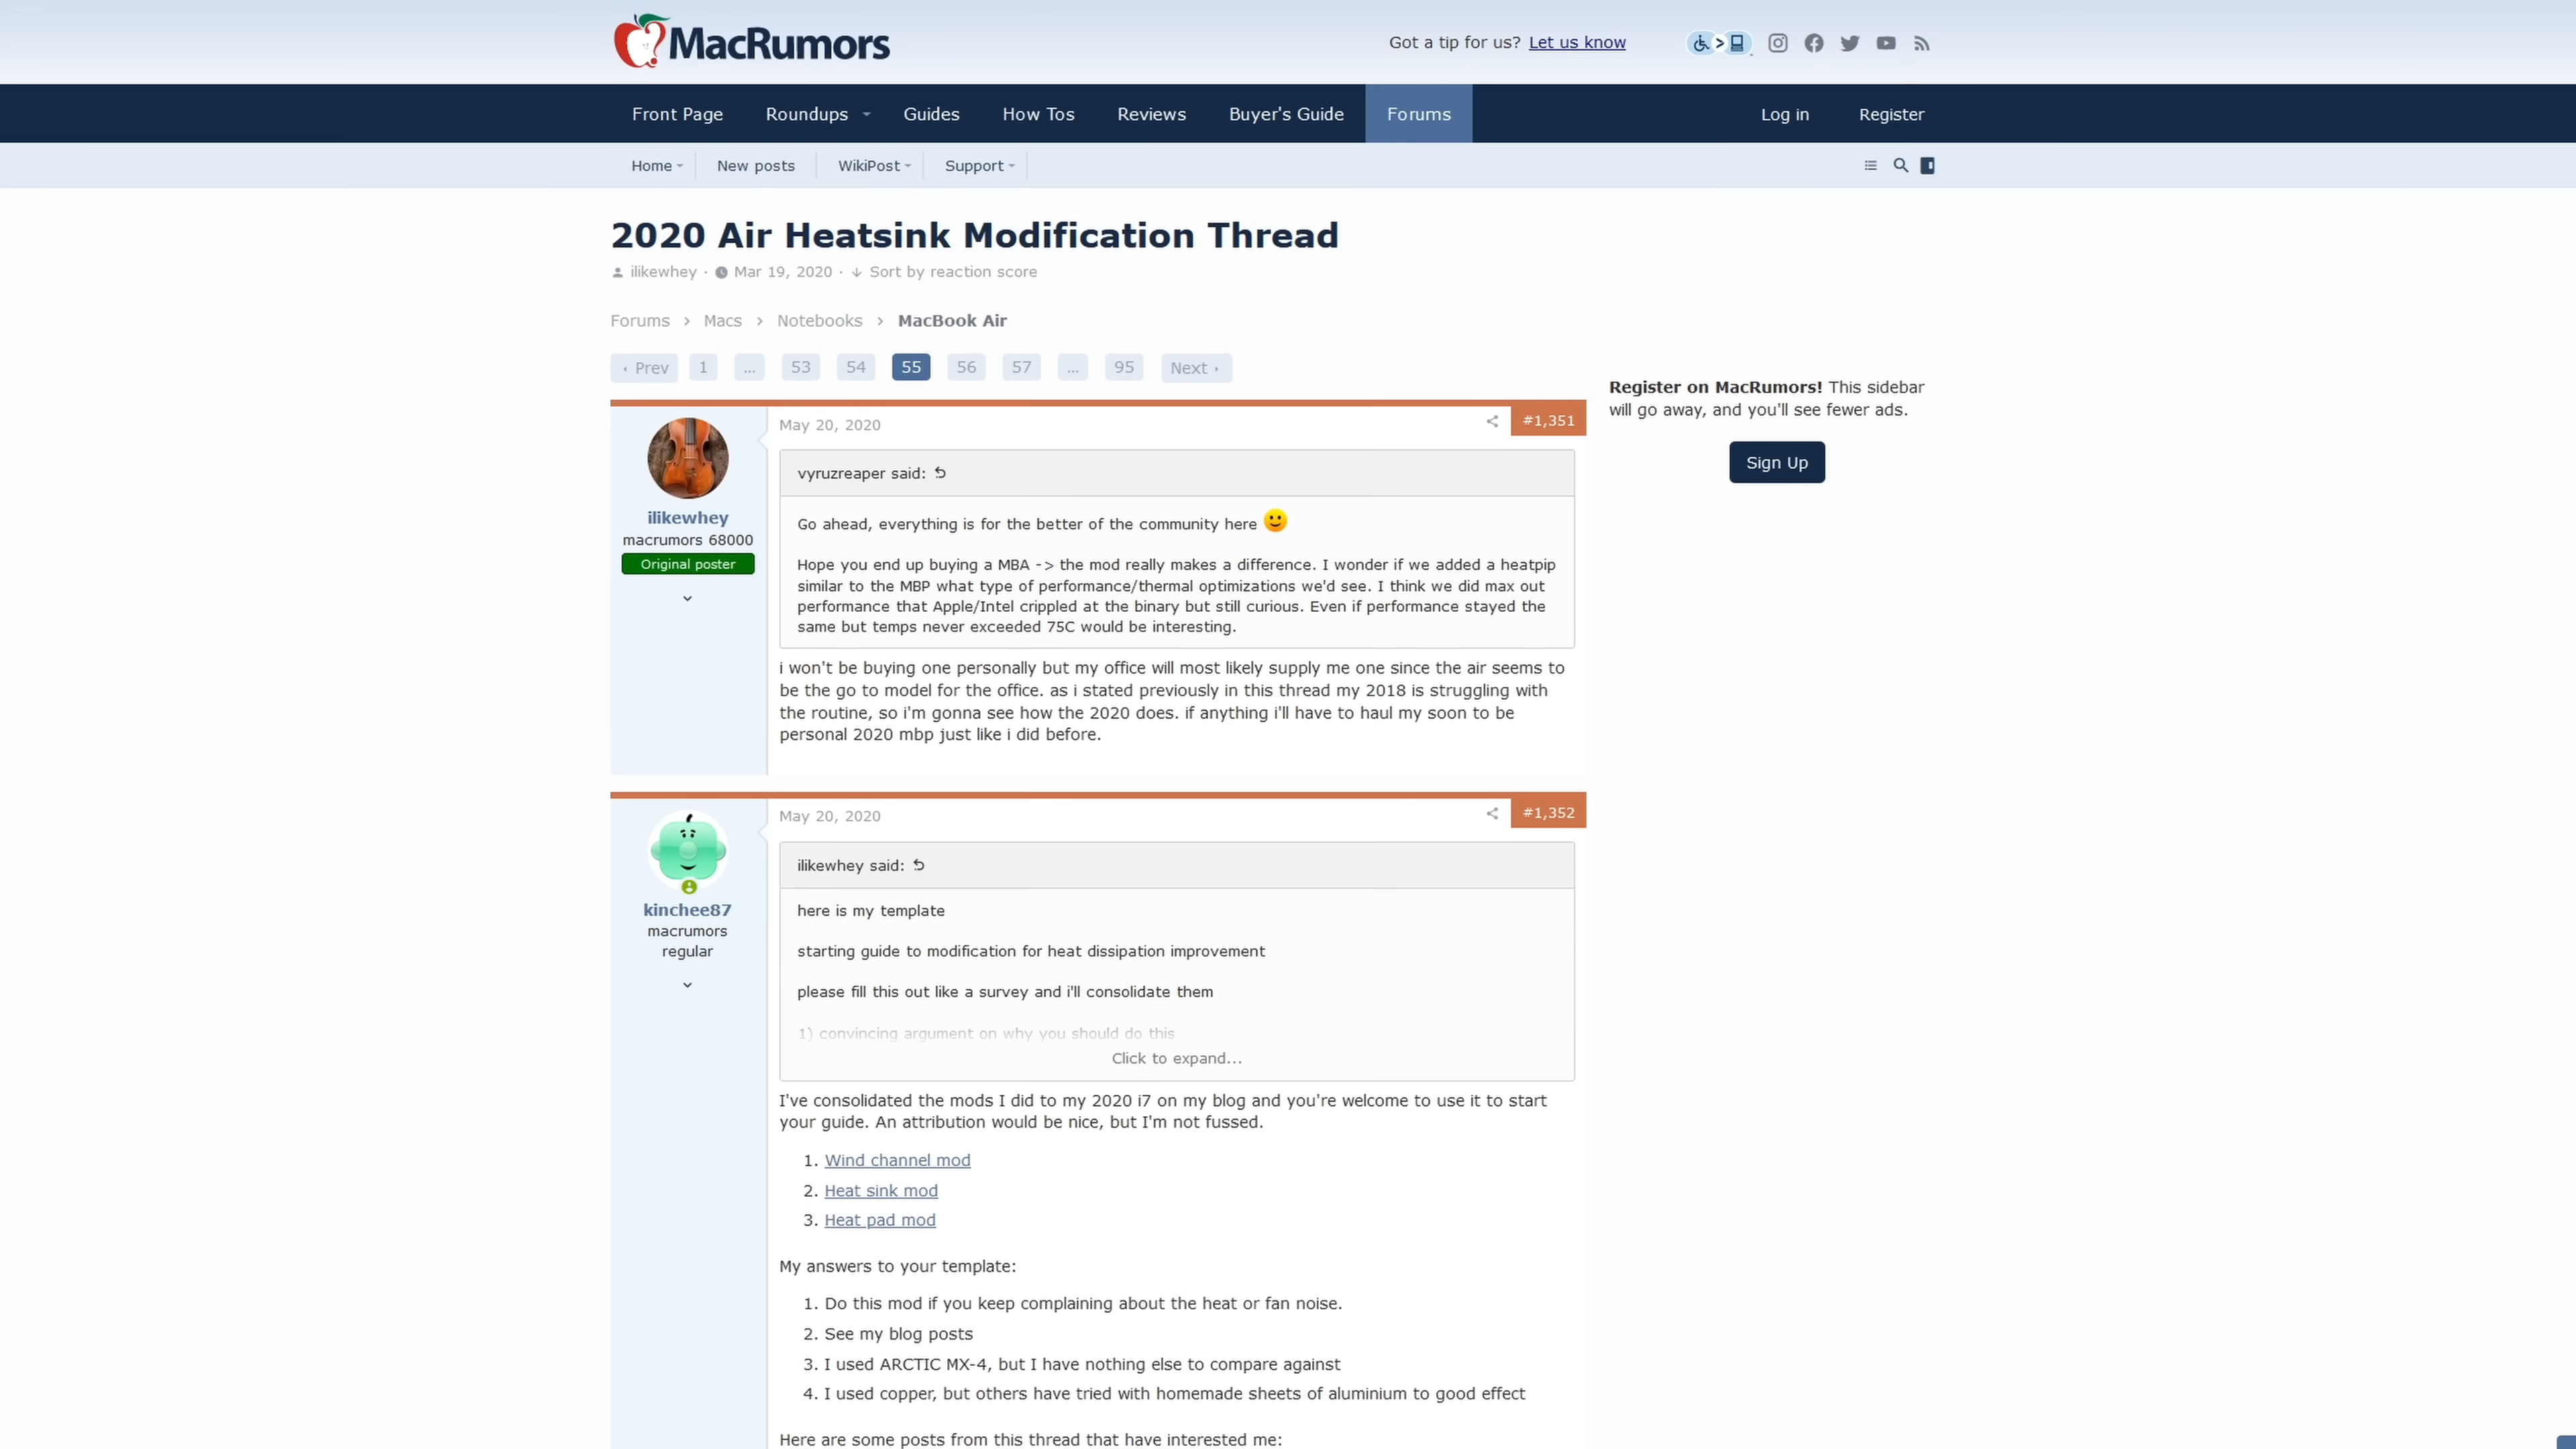 MacRumors
Got a tip for us? Let us know
Front Page Roundups Guides How Tos Reviews Buyer's Guide Forums Log in Register
Home New posts WikiPost Support
2020 Air Heatsink Modification Thread
ilikewhey · Mar 19, 2020 · Sort by reaction score
Forums Macs Notebooks MacBook Air
Prev 1 ... 53 54 55 56 57 ... 95 Next
Register on MacRumors! This sidebar
will go away, and you'll see fewer ads.
Sign Up
May 20, 2020 #1,351
ilikewhey
macrumors 68000
Original poster
vyruzreaper said:
Go ahead, everything is for the better of the community here
Hope you end up buying a MBA -> the mod really makes a difference. I wonder if we added a heatpip
similar to the MBP what type of performance/thermal optimizations we'd see. I think we did max out
performance that Apple/Intel crippled at the binary but still curious. Even if performance stayed the
same but temps never exceeded 75C would be interesting.
i won't be buying one personally but my office will most likely supply me one since the air seems to
be the go to model for the office. as i stated previously in this thread my 2018 is struggling with
the routine, so i'm gonna see how the 2020 does. if anything i'll have to haul my soon to be
personal 2020 mbp just like i did before.
May 20, 2020 #1,352
kinchee87
macrumors
regular
ilikewhey said:
here is my template
starting guide to modification for heat dissipation improvement
please fill this out like a survey and i'll consolidate them
1) convincing argument on why you should do this
Click to expand...
I've consolidated the mods I did to my 2020 i7 on my blog and you're welcome to use it to start
your guide. An attribution would be nice, but I'm not fussed.
1. Wind channel mod
2. Heat sink mod
3. Heat pad mod
My answers to your template:
1. Do this mod if you keep complaining about the heat or fan noise.
2. See my blog posts
3. I used ARCTIC MX-4, but I have nothing else to compare against
4. I used copper, but others have tried with homemade sheets of aluminium to good effect
Here are some posts from this thread that have interested me: